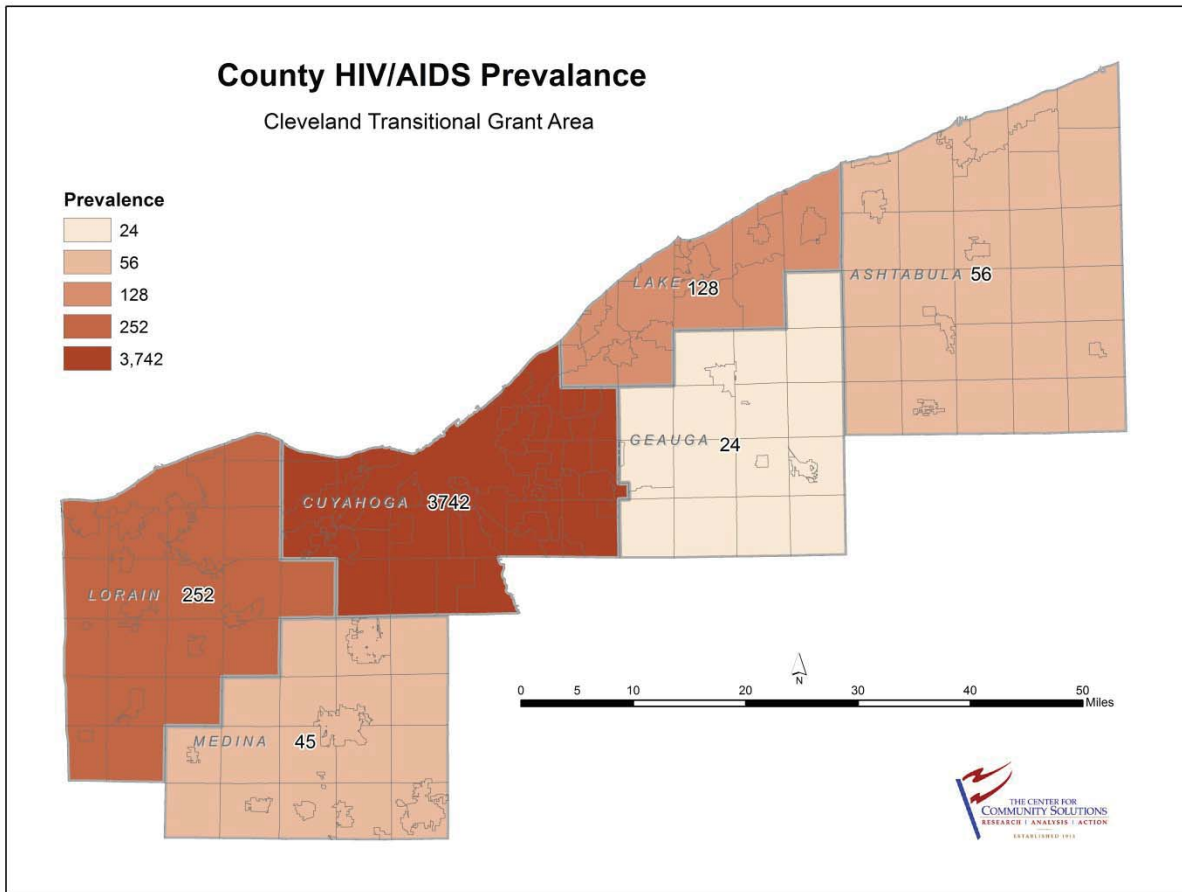 County HIV/AIDS Prevalance
Cleveland Transitional Grant Area
Prevalence
24
56
128
252
3,742
LAKE 128
ASHTABULA 56
GEAUGA 24
CUYAHOGA 3742
LORAIN 252
MEDINA 45
N
0 5 10 20 30 40 50
Miles
THE CENTER FOR
COMMUNITY SOLUTIONS
RESEARCH | ANALYSIS | ACTION
ESTABLISHED 1913